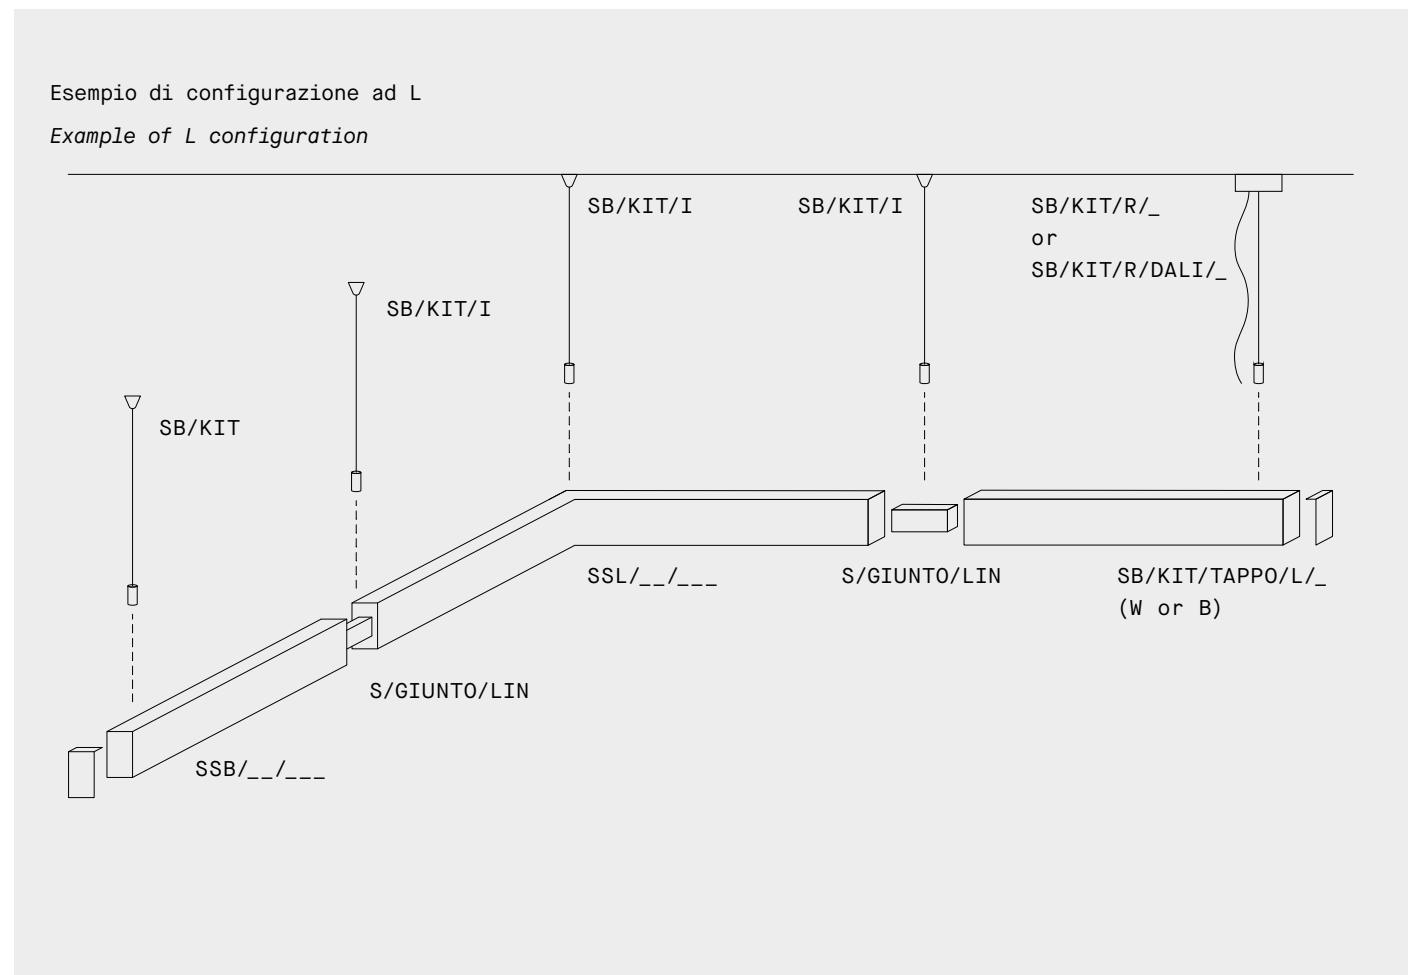 Esempio di configurazione ad L
Example of L configuration
SB/KIT/I
SB/KIT/I
SB/KIT/R/_
or
SB/KIT/R/DALI/_
SB/KIT/I
SB/KIT
SSL/__/___
S/GIUNTO/LIN
SB/KIT/TAPPO/L/_
(W or B)
S/GIUNTO/LIN
SSB/__/___